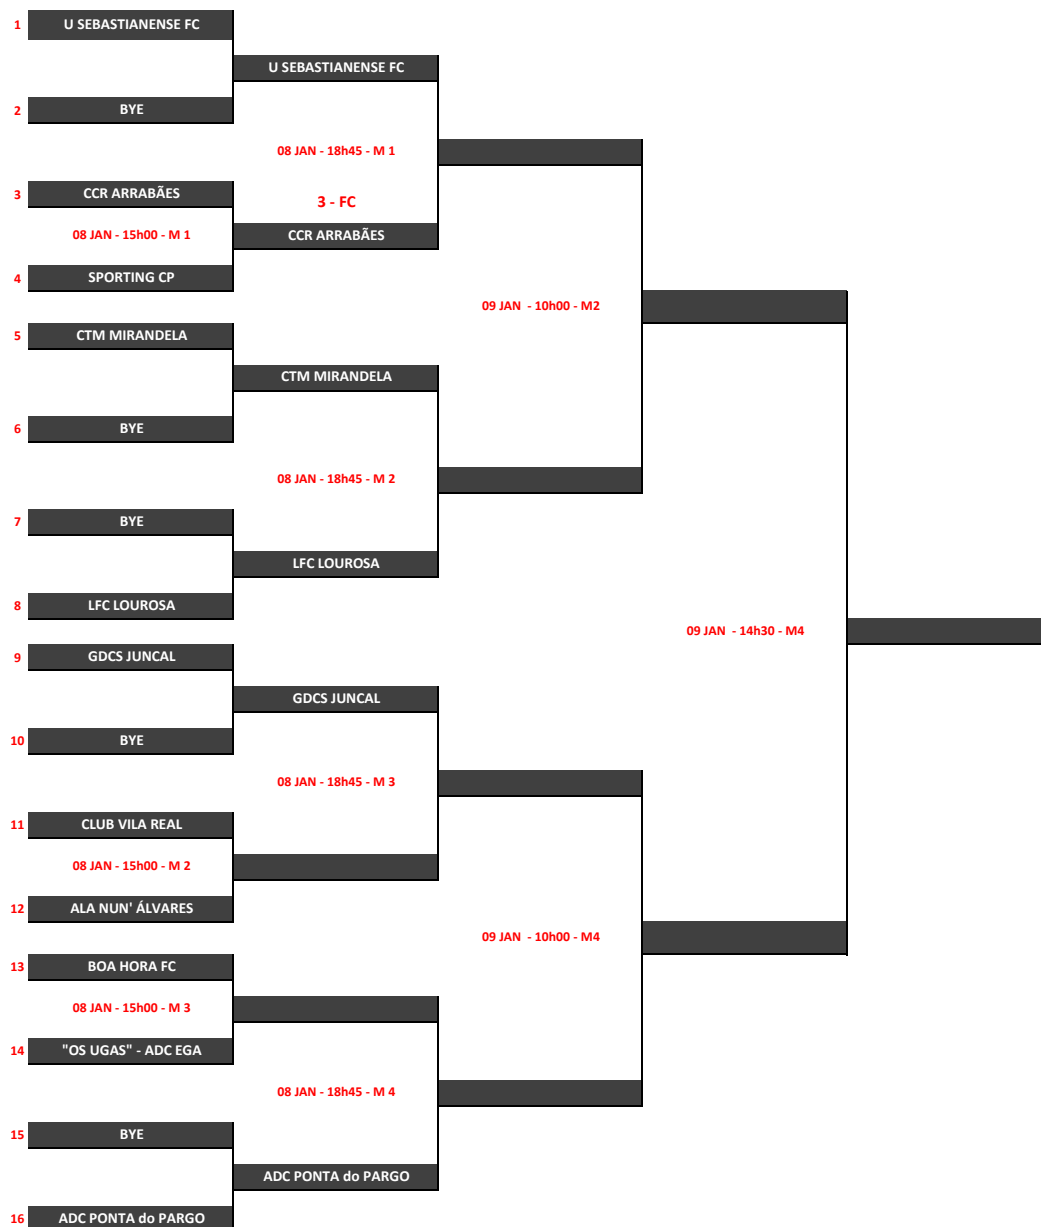 1 U SEBASTIANENSE FC
U SEBASTIANENSE FC
2 BYE
08 JAN - 18h45 - M 1
3 CCR ARRABÃES
3 - FC
08 JAN - 15h00 - M 1
CCR ARRABÃES
4 SPORTING CP
09 JAN - 10h00 - M2
5 CTM MIRANDELA
CTM MIRANDELA
6 BYE
08 JAN - 18h45 - M 2
7 BYE
LFC LOUROSA
8 LFC LOUROSA
09 JAN - 14h30 - M4
9 GDCS JUNCAL
GDCS JUNCAL
10 BYE
08 JAN - 18h45 - M 3
11 CLUB VILA REAL
08 JAN - 15h00 - M 2
12 ALA NUN' ÁLVARES
09 JAN - 10h00 - M4
13 BOA HORA FC
08 JAN - 15h00 - M 3
14 "OS UGAS" - ADC EGA
08 JAN - 18h45 - M 4
15 BYE
ADC PONTA do PARGO
16 ADC PONTA do PARGO